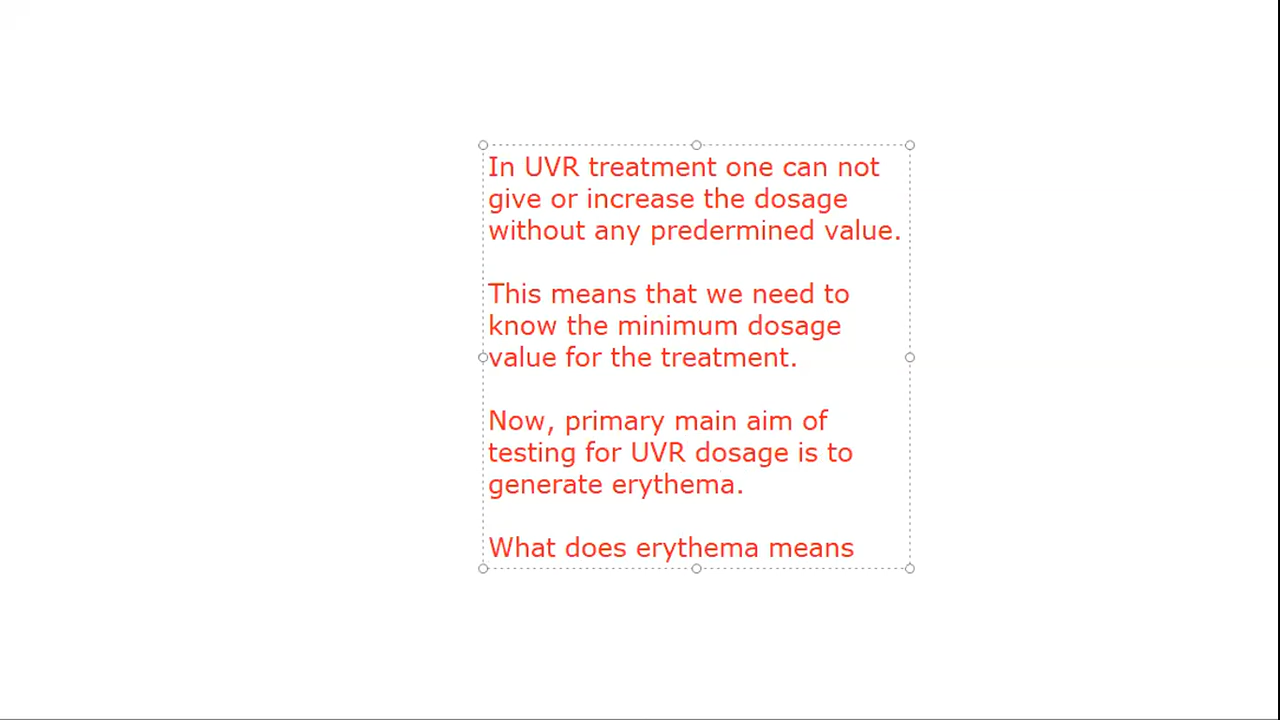 In UVR treatment one can not
give or increase the dosage
without any predermined value.
This means that we need to
know the minimum dosage
value for the treatment.
Now, primary main aim of
testing for UVR dosage is to
generate erythema.
What does erythema means